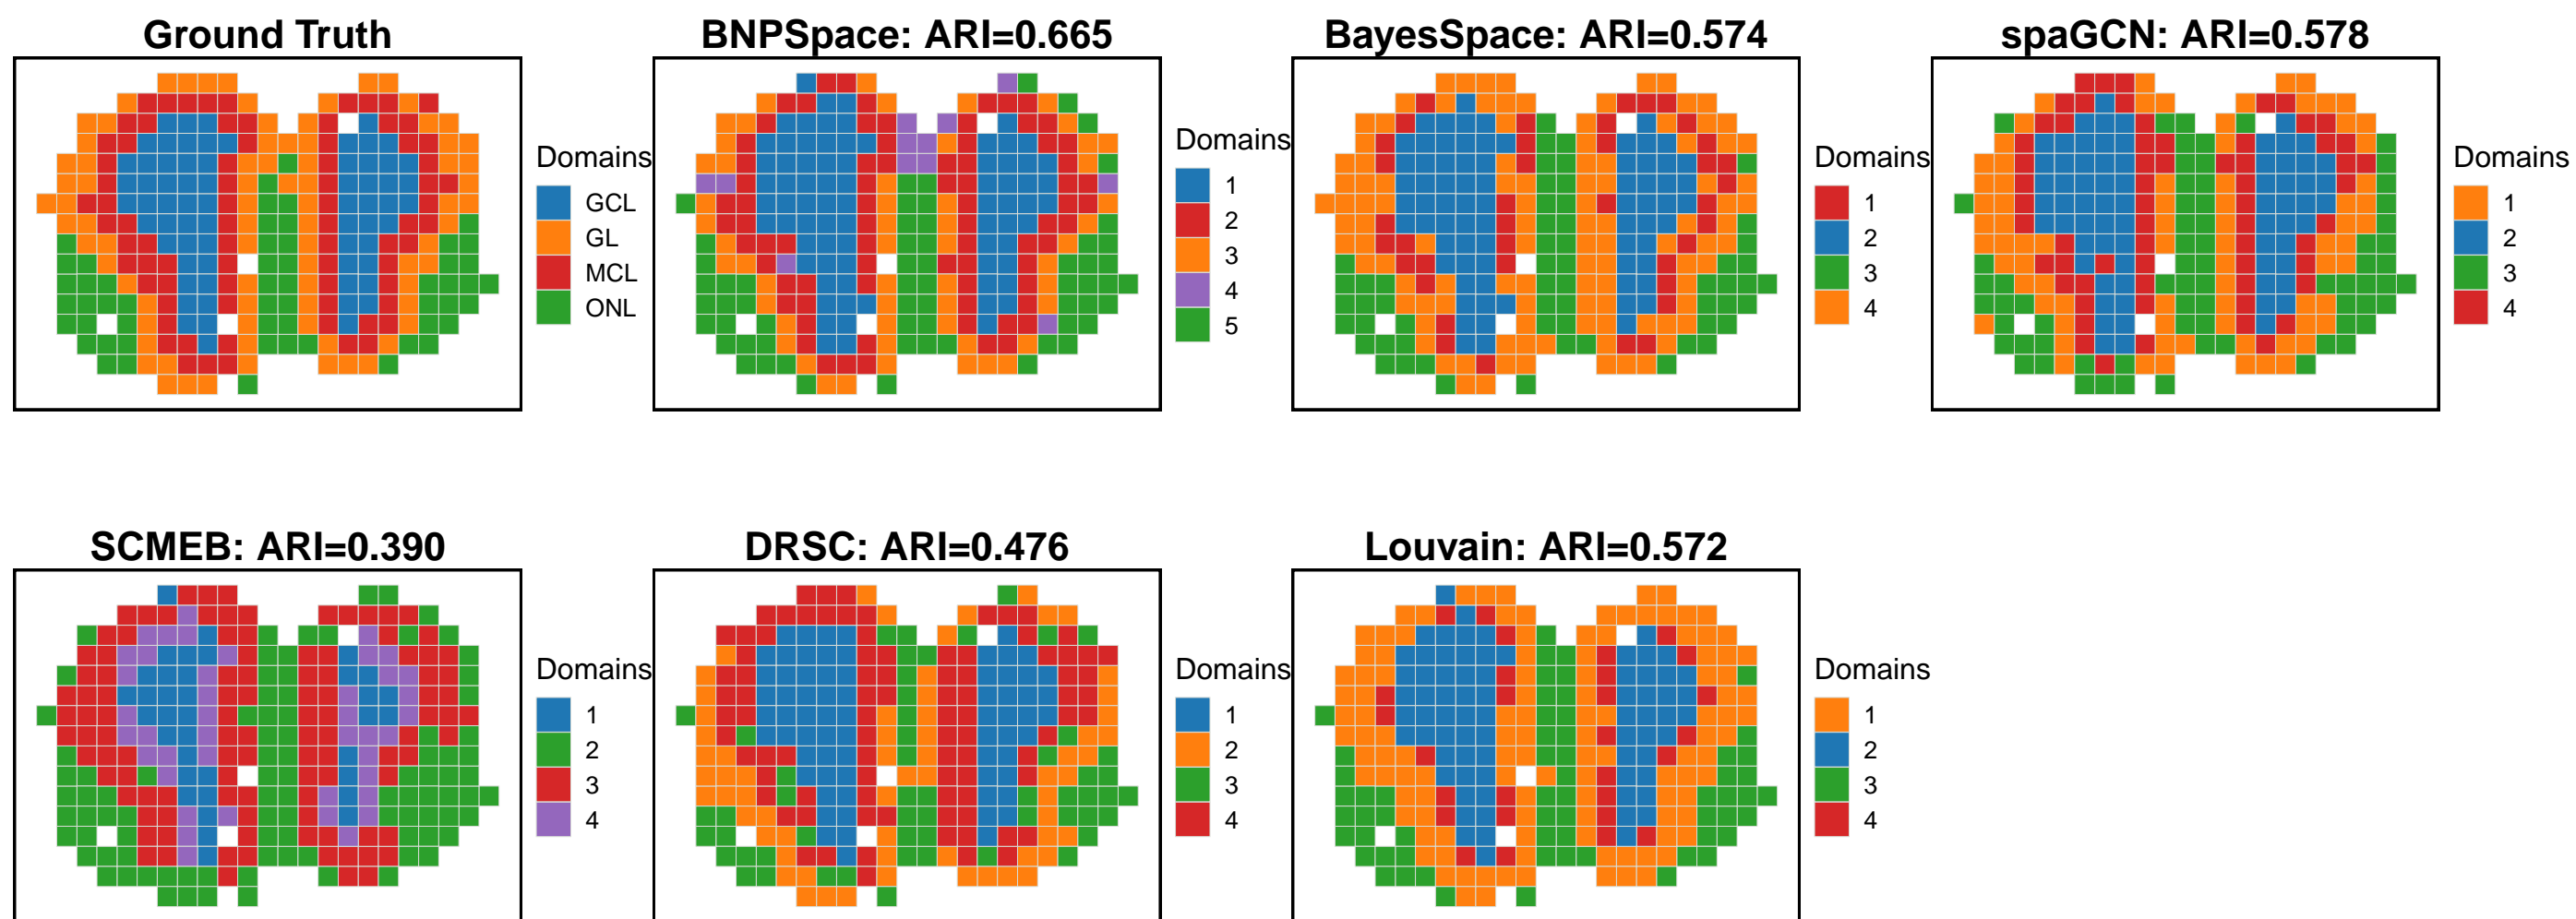 Ground Truth
Domains
GCL
GL
MCL
ONL
BNPSpace: ARI=0.665
Domains
1
2
3
4
5
BayesSpace: ARI=0.574
Domains
1
2
3
4
spaGCN: ARI=0.578
Domains
1
2
3
4
SCMEB: ARI=0.390
Domains
1
2
3
4
DRSC: ARI=0.476
Domains
1
2
3
4
Louvain: ARI=0.572
Domains
1
2
3
4